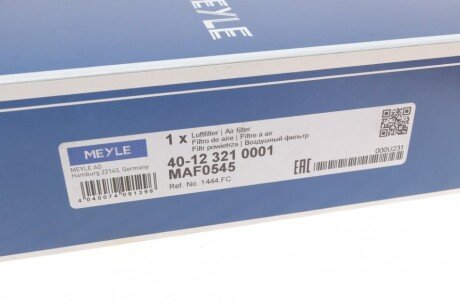 MEYLE
MEYLE
MEYLE AG
Hamburg 22143, Germany
4 040074 091296
1 x
Luftfilter | Air filter
Filtro de aire | Filtre à air
Filtr powietrza | Воздушный фильтр
40-12 321 0001
MAF0545
Ref. No. 1444.FC
EAC
000U231